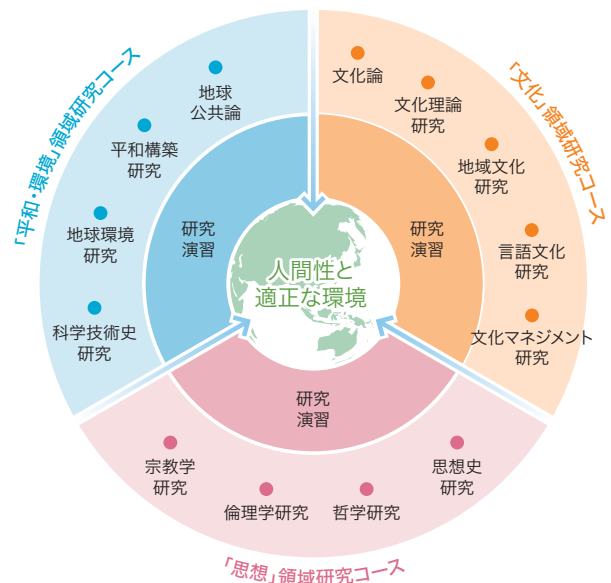 「平和・環境」領域研究コース
地球
公共論
平和構築
研究
地球環境
研究
科学技術史
研究
研究
演習
「文化」領域研究コース
文化論
文化理論
研究
地域文化
研究
言語文化
研究
文化マネジメント
研究
研究
演習
人間性と
適正な環境
研究
演習
宗教学
研究
倫理学研究
哲学研究
思想史
研究
「思想」領域研究コース